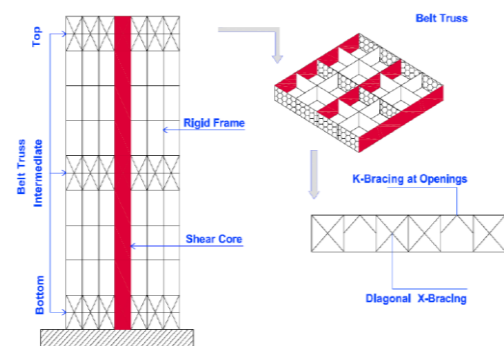 Belt Truss
Top
Rigid Frame
Belt Truss
Intermediate
K-Bracing at Openings
Shear Core
Bottom
Diagonal X-Bracing